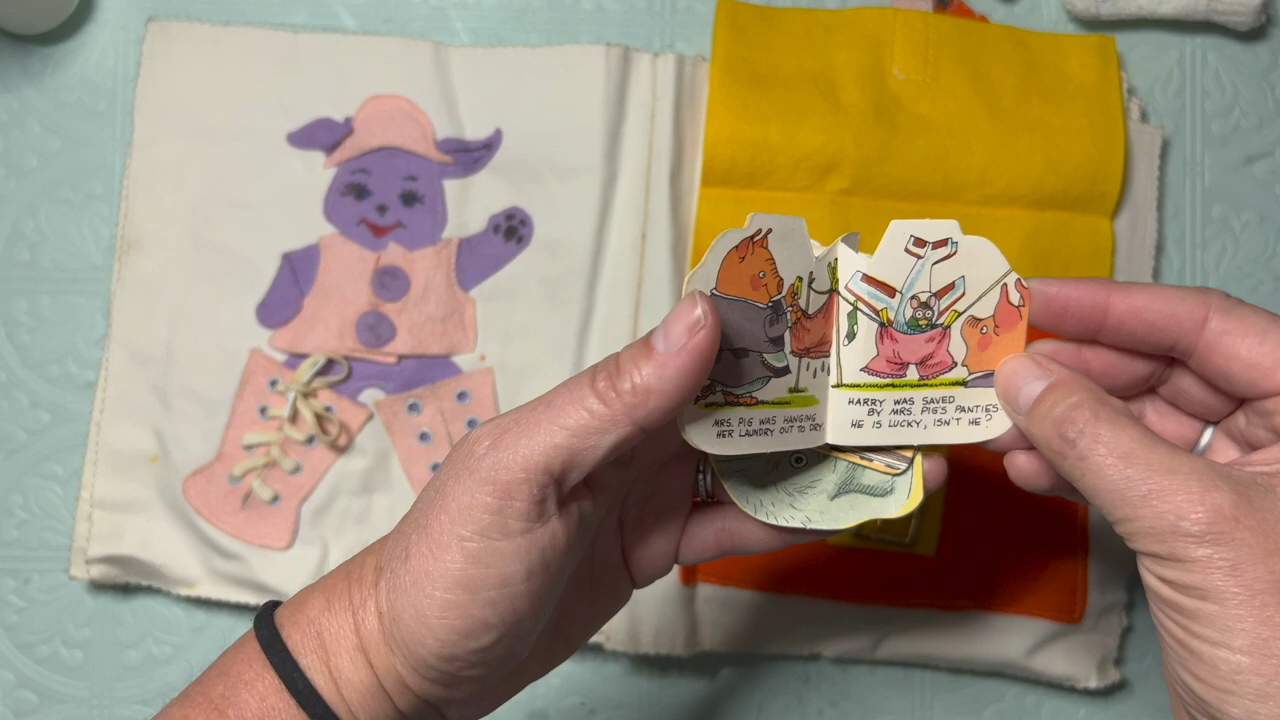 MRS. PIG WAS HANGING
HER LAUNDRY OUT TO DRY.
HARRY WAS SAVED
BY MRS. PIG'S PANTIES.
HE IS LUCKY, ISN'T HE?